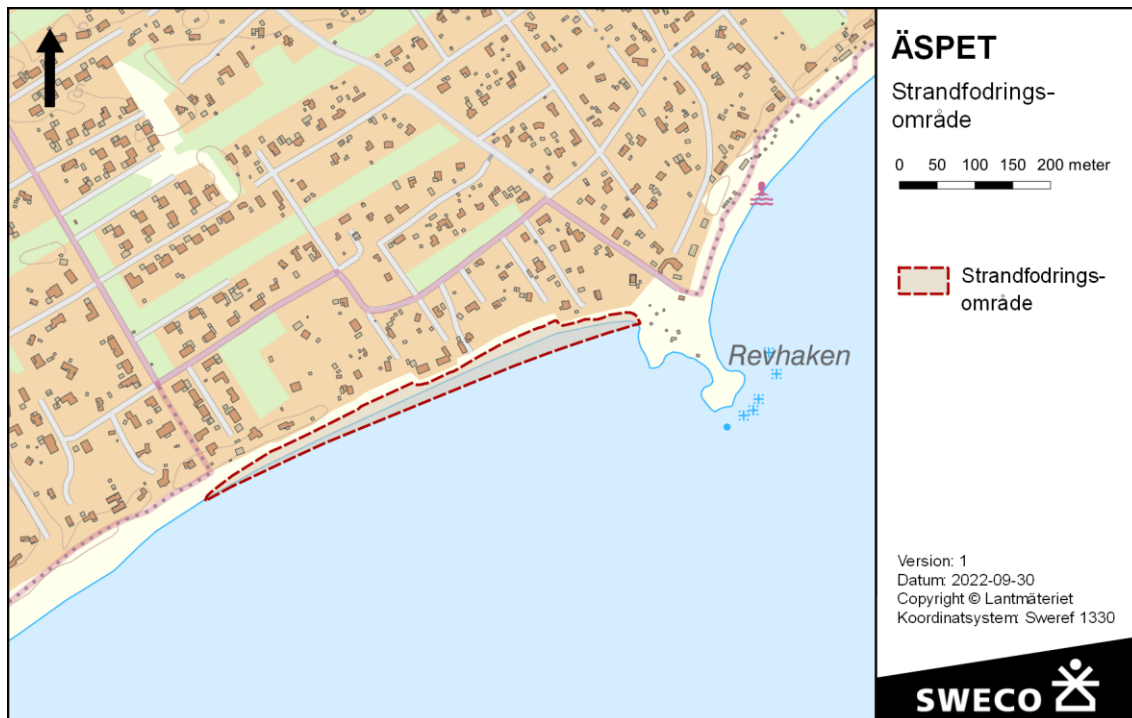 ÄSPET
Strandfodrings-
område
0 50 100 150 200 meter
Strandfodrings-
område
Revhaken
Version: 1
Datum: 2022-09-30
Copyright © Lantmäteriet
Koordinatsystem: Sweref 1330
SWECO